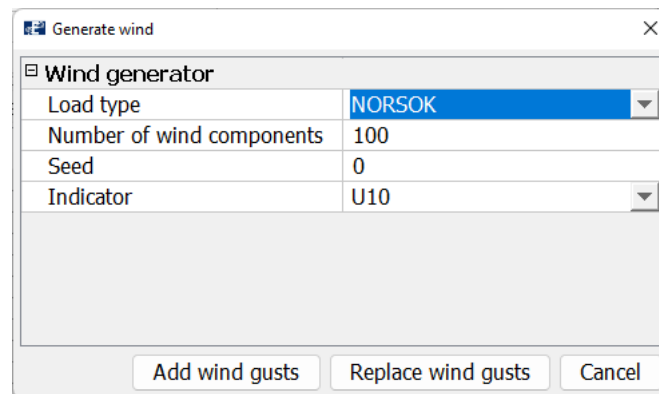 Generate wind
Wind generator
Load type NORSOK
Number of wind components 100
Seed 0
Indicator U10
Add wind gusts Replace wind gusts Cancel